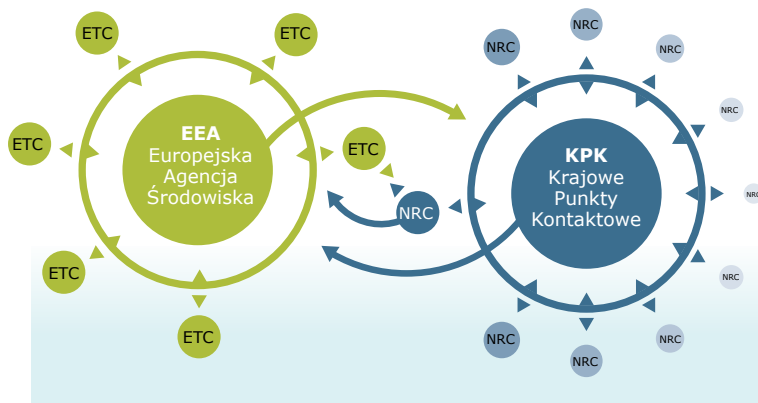 ETC
ETC
ETC
ETC
ETC
ETC
EEA
Europejska
Agencja
Środowiska
NRC
NRC
NRC
NRC
NRC
NRC
NRC
NRC
NRC
NRC
KPK
Krajowe
Punkty
Kontaktowe